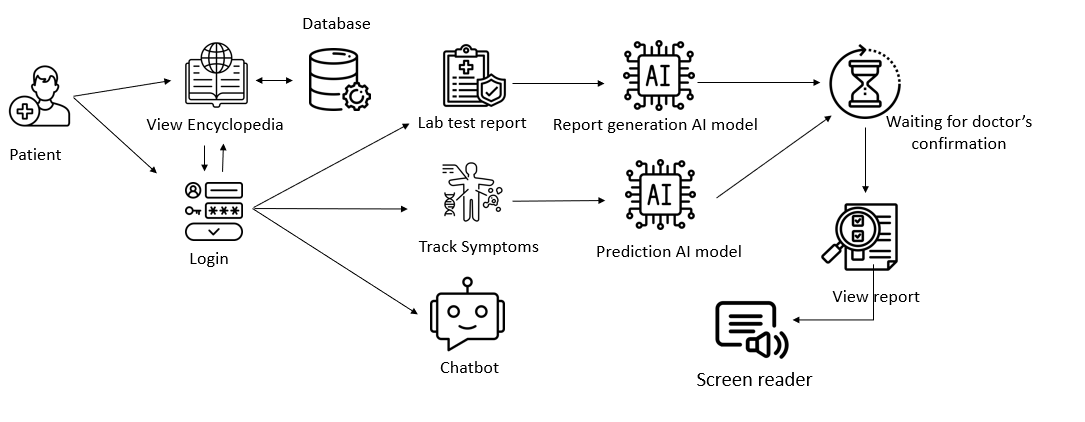 Database
Patient
View Encyclopedia
Login
***
Lab test report
AI
Report generation AI model
Waiting for doctor's
confirmation
Track Symptoms
AI
Prediction AI model
View report
Chatbot
Screen reader